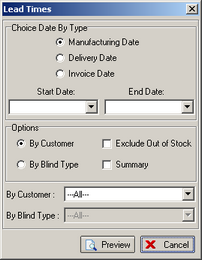 Lead Times
Choice Date By Type
Manufacturing Date
Delivery Date
Invoice Date
Start Date: End Date:
Options
By Customer Exclude Out of Stock
By Blind Type Summary
By Customer : ---All---
By Blind Type : ---All---
Preview Cancel